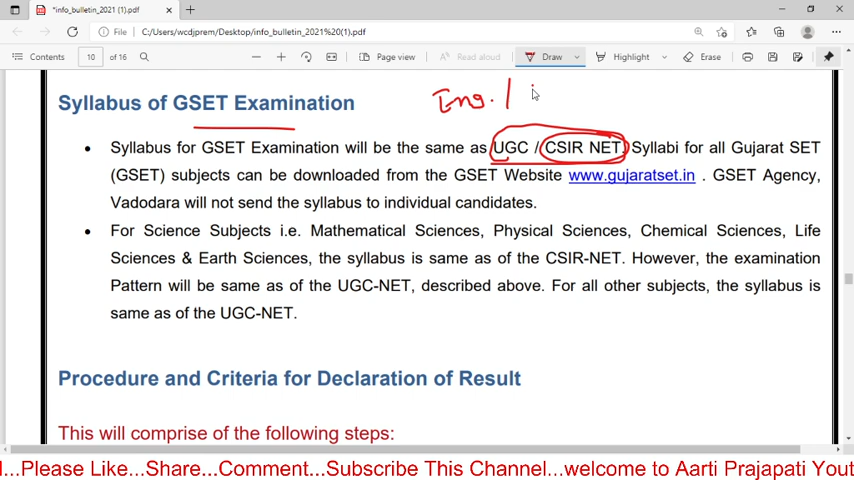 *info_bulletin_2021 (1).pdf
File
C:/Users/wcdjprem/Desktop/info_bulletin_2021%20(1).pdf
Contents
10
of 16
Page view
Read aloud
Draw
Highlight
Erase
Syllabus of GSET Examination
Eng. |
• Syllabus for GSET Examination will be the same as UGC / CSIR NET. Syllabi for all Gujarat SET
(GSET) subjects can be downloaded from the GSET Website www.gujaratset.in . GSET Agency,
Vadodara will not send the syllabus to individual candidates.
• For Science Subjects i.e. Mathematical Sciences, Physical Sciences, Chemical Sciences, Life
Sciences & Earth Sciences, the syllabus is same as of the CSIR-NET. However, the examination
Pattern will be same as of the UGC-NET, described above. For all other subjects, the syllabus is
same as of the UGC-NET.
Procedure and Criteria for Declaration of Result
This will comprise of the following steps:
...Please Like...Share...Comment...Subscribe This Channel...welcome to Aarti Prajapati Yout